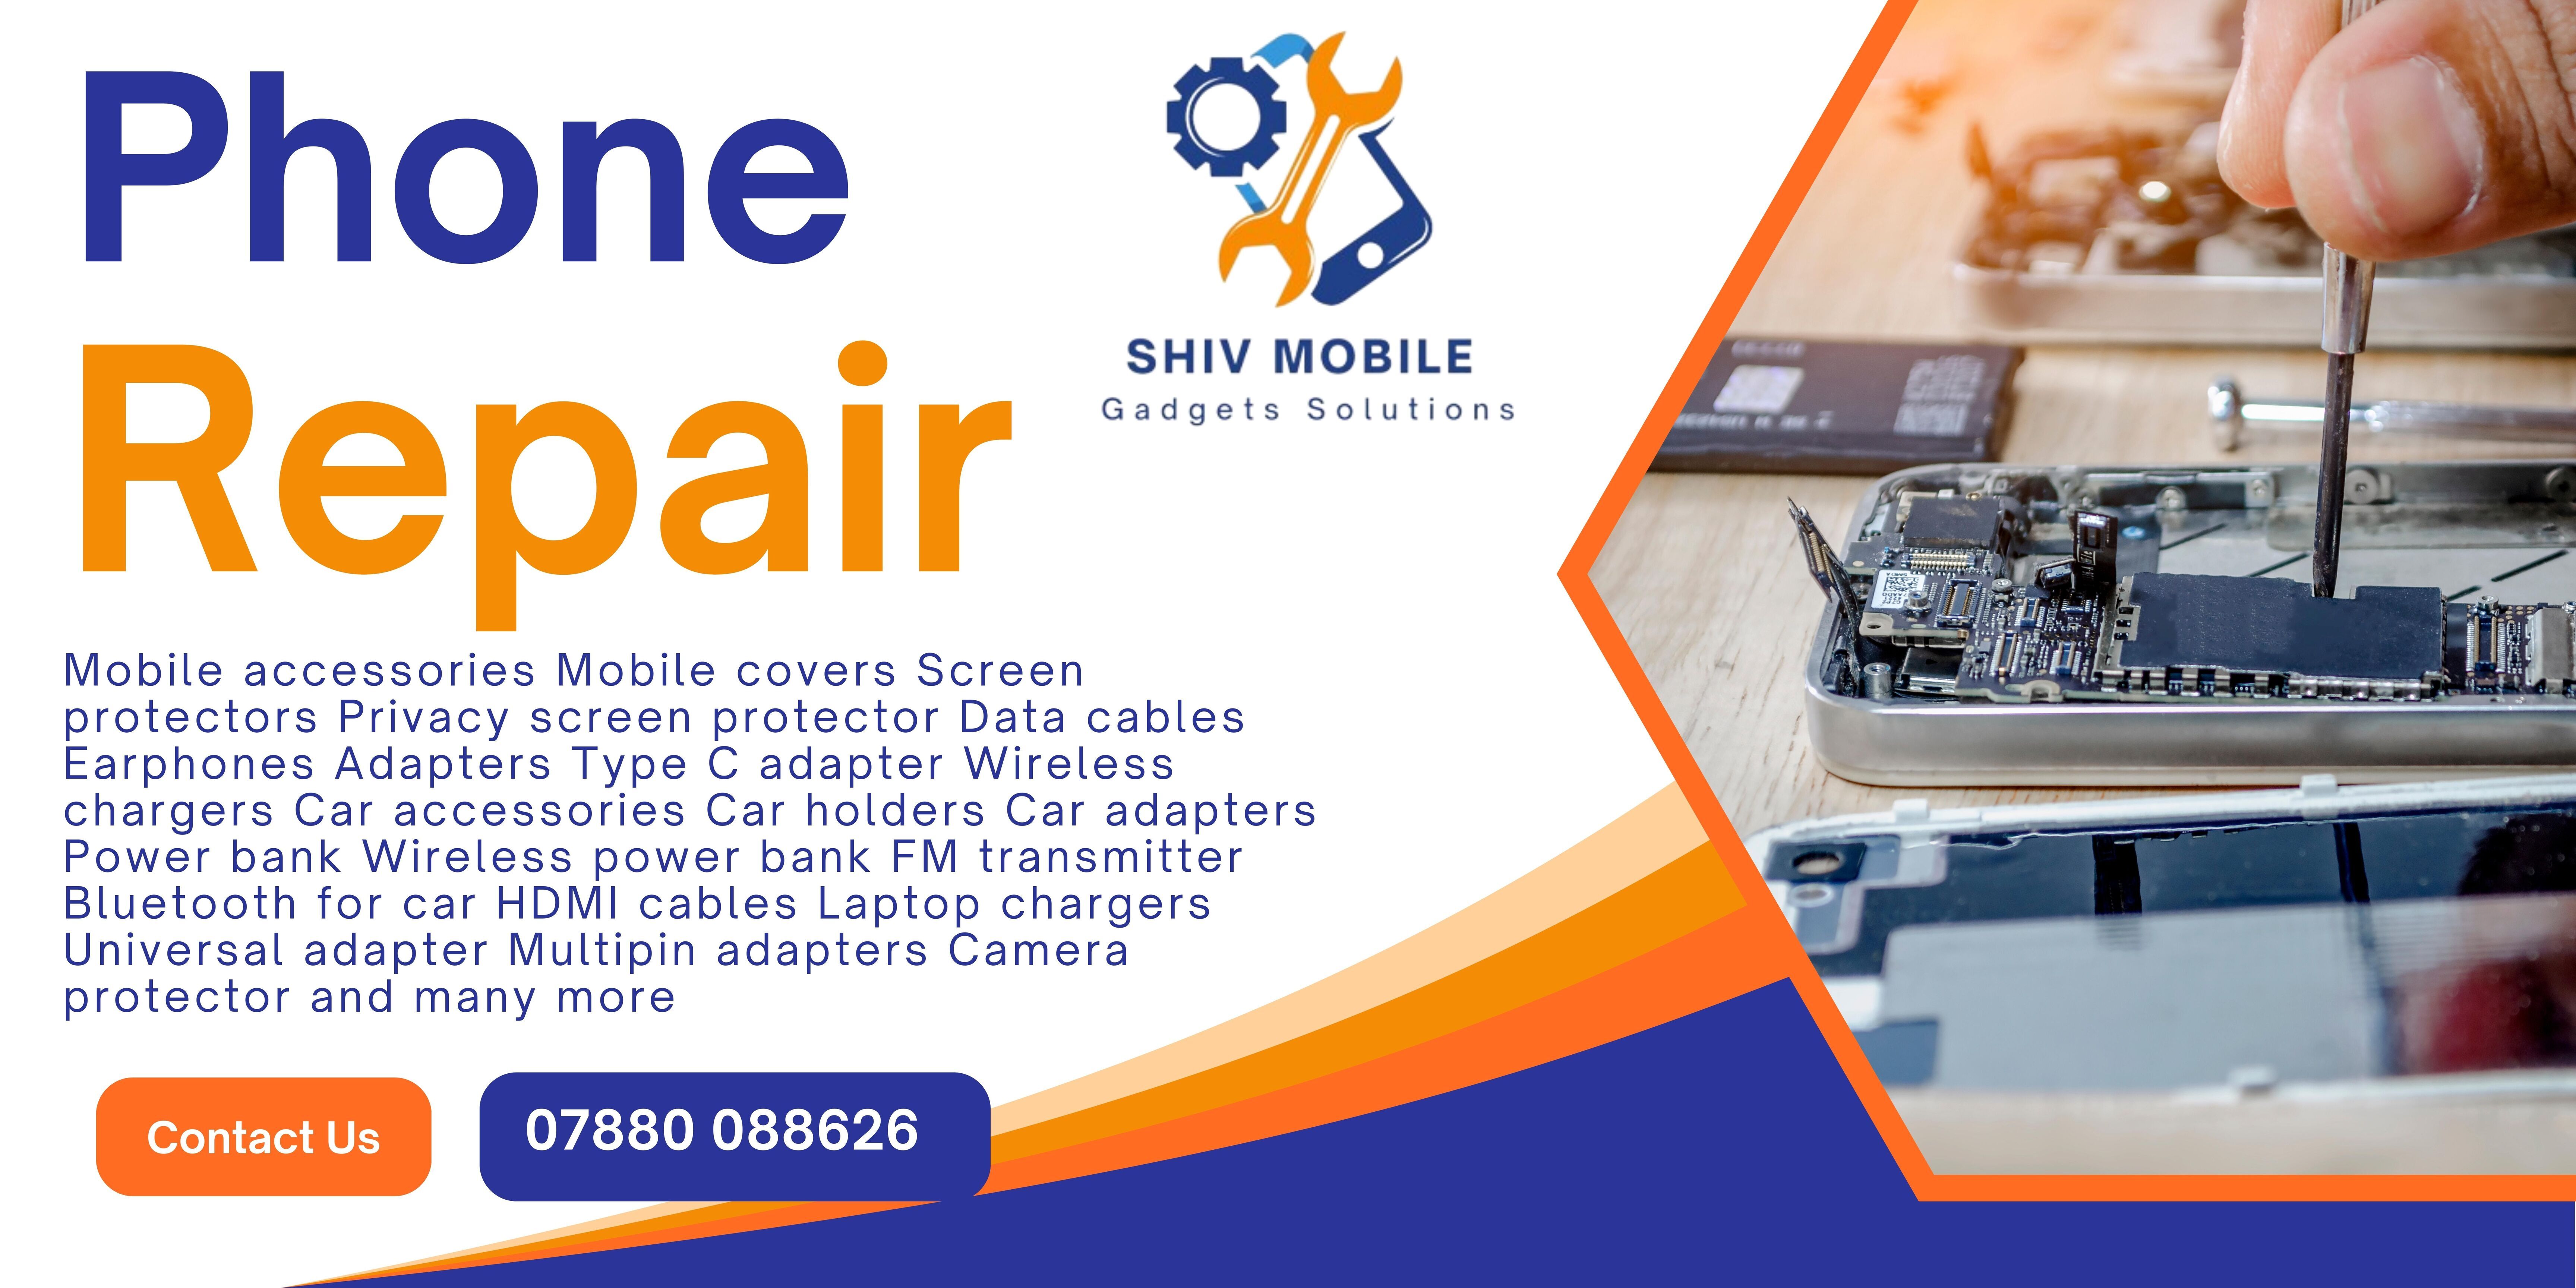 Phone
Repair
SHIV MOBILE
Gadgets Solutions
Mobile accessories Mobile covers Screen
protectors Privacy screen protector Data cables
Earphones Adapters Type C adapter Wireless
chargers Car accessories Car holders Car adapters
Power bank Wireless power bank FM transmitter
Bluetooth for car HDMI cables Laptop chargers
Universal adapter Multipin adapters Camera
protector and many more
Contact Us
07880 088626